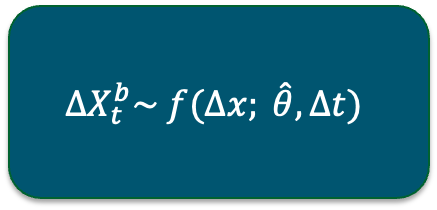 ΔX_t^b ~ f(Δx; θ̂, Δt)